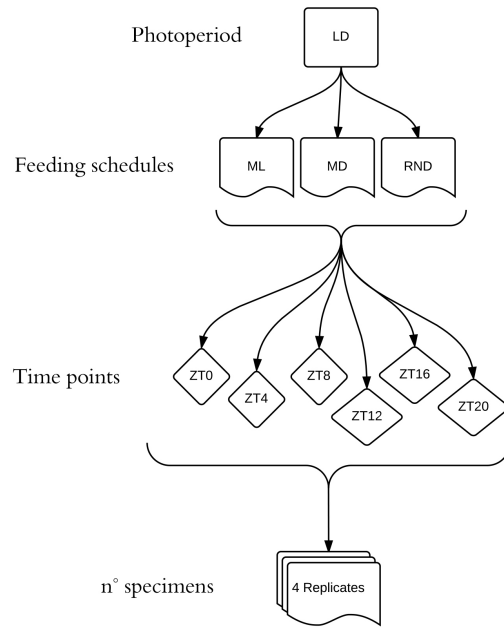 Photoperiod
LD
Feeding schedules
ML
MD
RND
Time points
ZT0
ZT4
ZT8
ZT12
ZT16
ZT20
n° specimens
4 Replicates